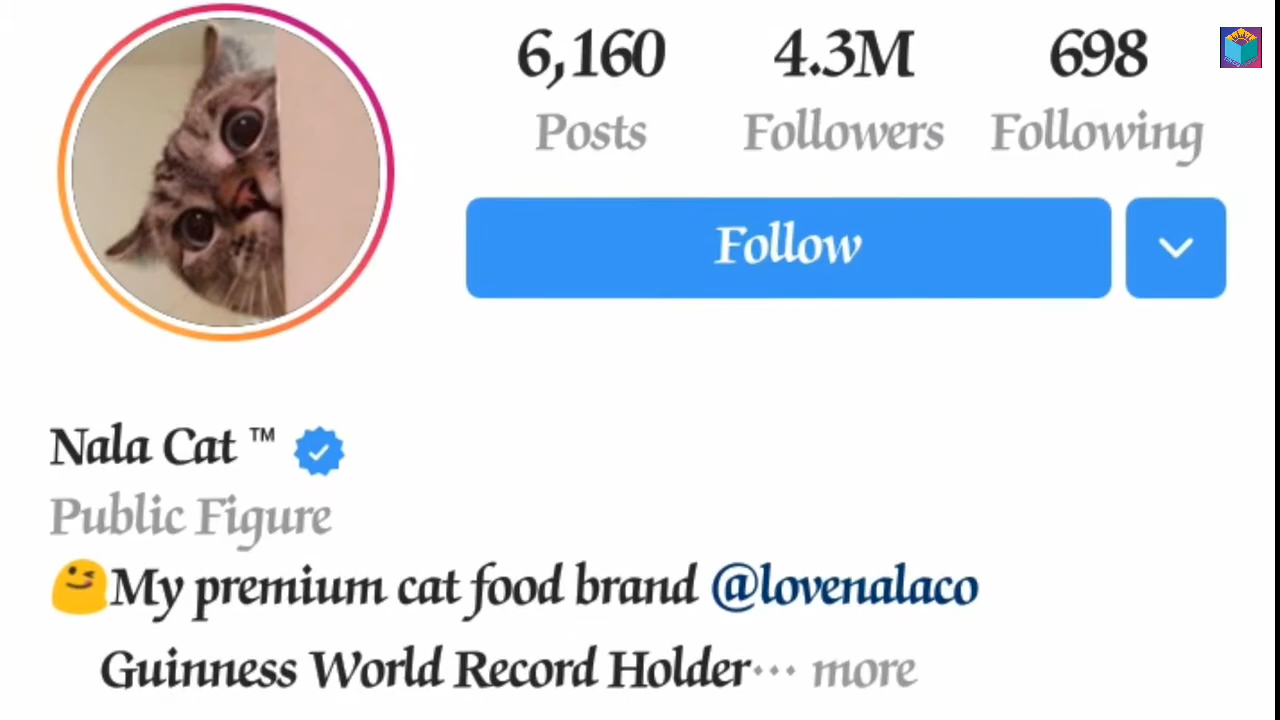 6,160 4.3M 698
Posts Followers Following
Follow
Nala Cat ™
Public Figure
😉My premium cat food brand @lovenalaco
Guinness World Record Holder... more